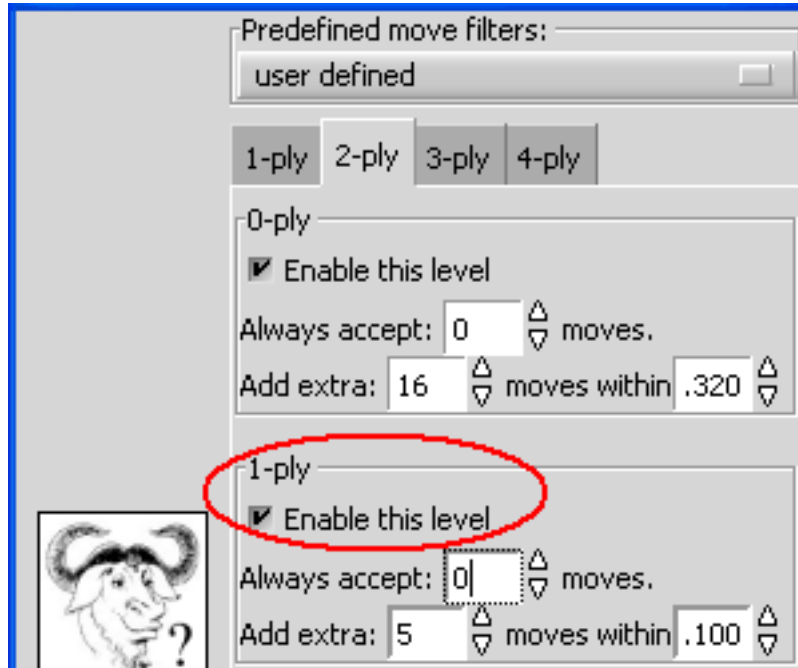 Predefined move filters:
user defined
1-ply 2-ply 3-ply 4-ply
0-ply
Enable this level
Always accept: 0 moves.
Add extra: 16 moves within .320
1-ply
Enable this level
Always accept: 0 moves.
Add extra: 5 moves within .100
?